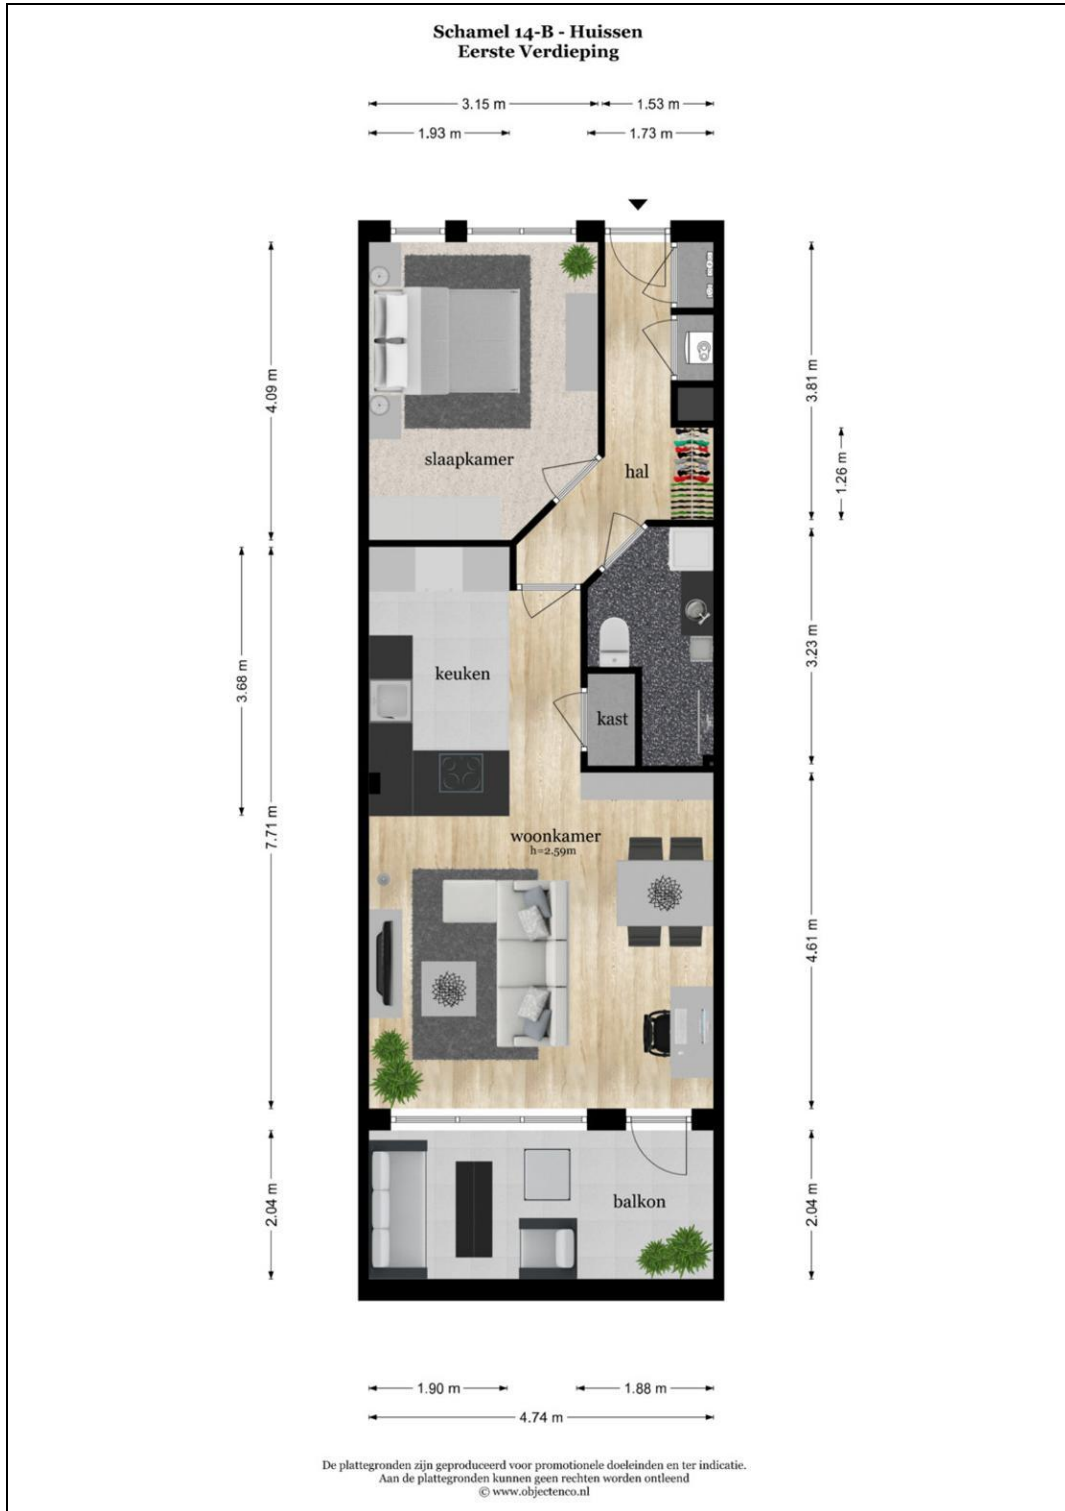 Schamel 14-B - Huissen
Eerste Verdieping
3.15 m
1.53 m
1.93 m
1.73 m
4.09 m
3.81 m
1.26 m
slaapkamer
hal
3.68 m
7.71 m
keuken
kast
3.23 m
woonkamer
h=2.59m
4.61 m
2.04 m
balkon
2.04 m
1.90 m
1.88 m
4.74 m
De plattegronden zijn geproduceerd voor promotionele doeleinden en ter indicatie.
Aan de plattegronden kunnen geen rechten worden ontleend
© www.objectenco.nl